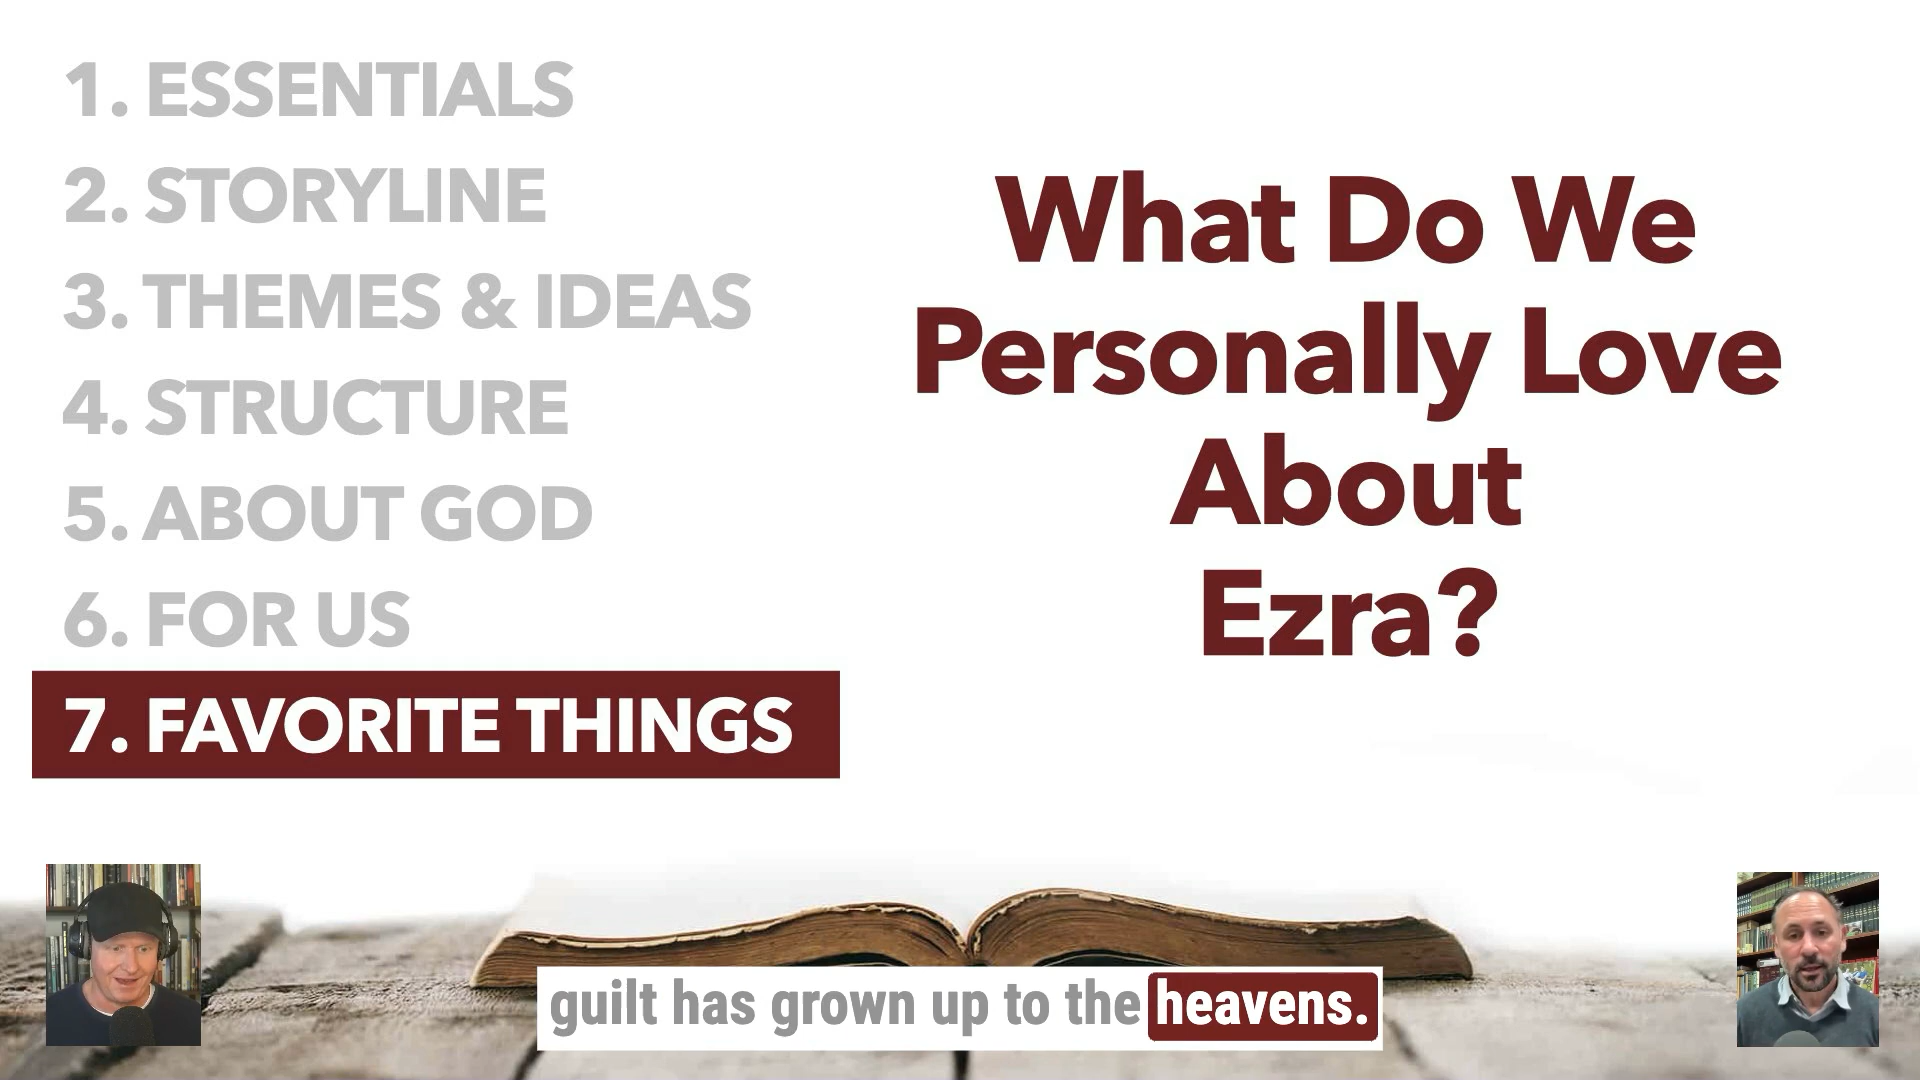 1. ESSENTIALS
2. STORYLINE
3. THEMES & IDEAS
4. STRUCTURE
5. ABOUT GOD
6. FOR US
7. FAVORITE THINGS
What Do We
Personally Love
About
Ezra?
guilt has grown up to the heavens.